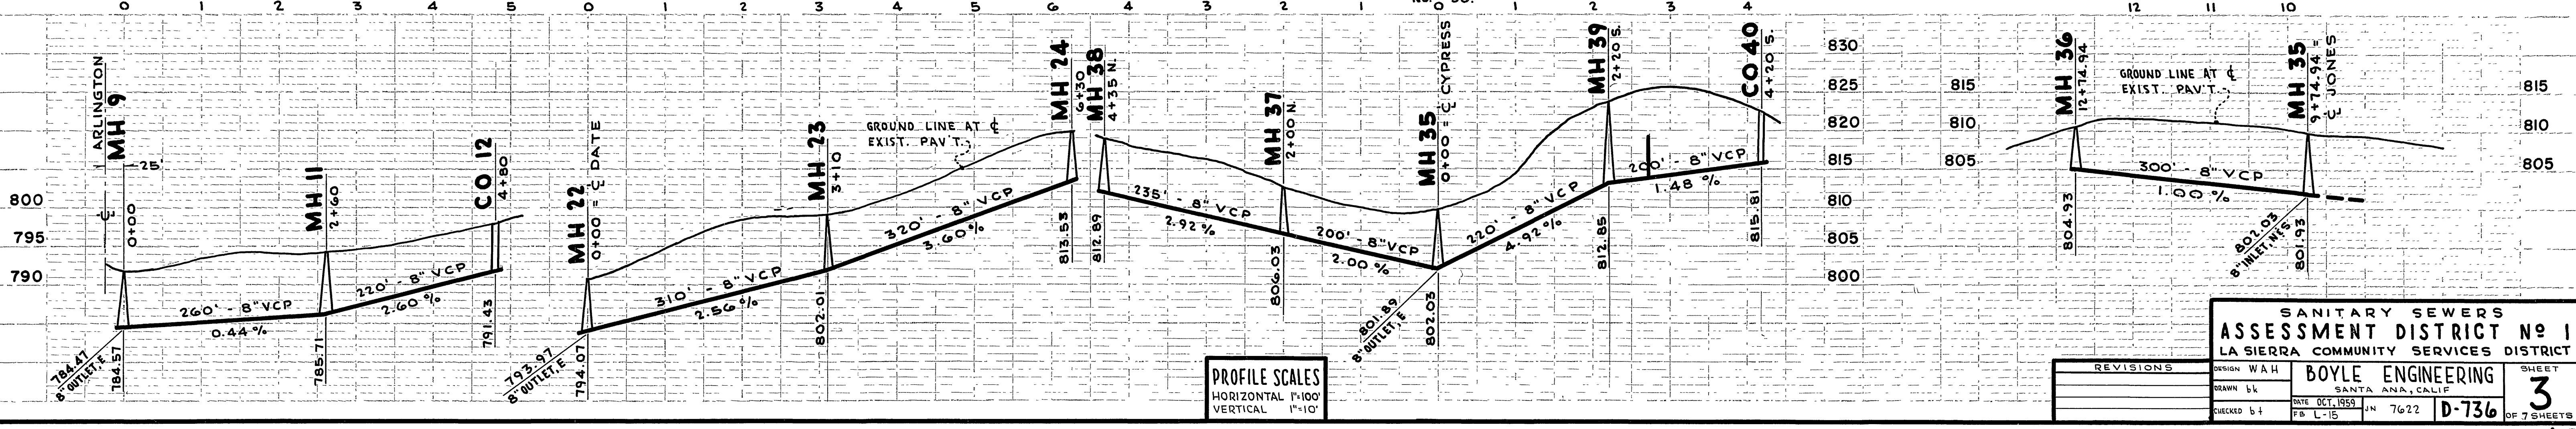 0 1 2 3 4 5 0 1 2 3 4 5 6 4 3 2 1 0 1 2 3 4 12 11 10
℄ ARLINGTON
MH 9
0+00
25'
MH 11
2+60
CO 12
4+80
800
795
790
260' - 8" VCP
0.44 %
220' - 8" VCP
2.60 %
784.47
8" OUTLET, E
784.57
785.71
791.43
MH 22
0+00 = ℄ DATE
MH 23
3+10
MH 24
6+30
GROUND LINE AT ℄
EXIST. PAV'T.
310' - 8" VCP
2.56 %
320' - 8" VCP
3.60 %
793.97
8" OUTLET, E
794.07
802.01
813.53
MH 38
4+35 N.
MH 37
2+00 N.
MH 35
0+00 = ℄ CYPRESS
MH 39
2+20 S.
CO 40
4+20 S.
235' - 8" VCP
2.92 %
200' - 8" VCP
2.00 %
220' - 8" VCP
4.92 %
200' - 8" VCP
1.48 %
812.89
806.03
801.89
8" OUTLET, E
802.03
812.85
815.81
830
825
820
815
810
805
800
815
810
805
MH 36
12+74.94
GROUND LINE AT ℄
EXIST. PAV'T.
MH 35
9+74.94 =
℄ JONES
300' - 8" VCP
1.00 %
804.93
802.03
8" INLET, N&S
801.93
815
810
805
PROFILE SCALES
HORIZONTAL 1"=100'
VERTICAL 1"=10'
REVISIONS
SANITARY SEWERS
ASSESSMENT DISTRICT Nº 1
LA SIERRA COMMUNITY SERVICES DISTRICT
DESIGN WAH
DRAWN bk
CHECKED bt
BOYLE ENGINEERING
SANTA ANA, CALIF
DATE OCT, 1959
FB L-15
JN 7622
D-736
SHEET
3
OF 7 SHEETS